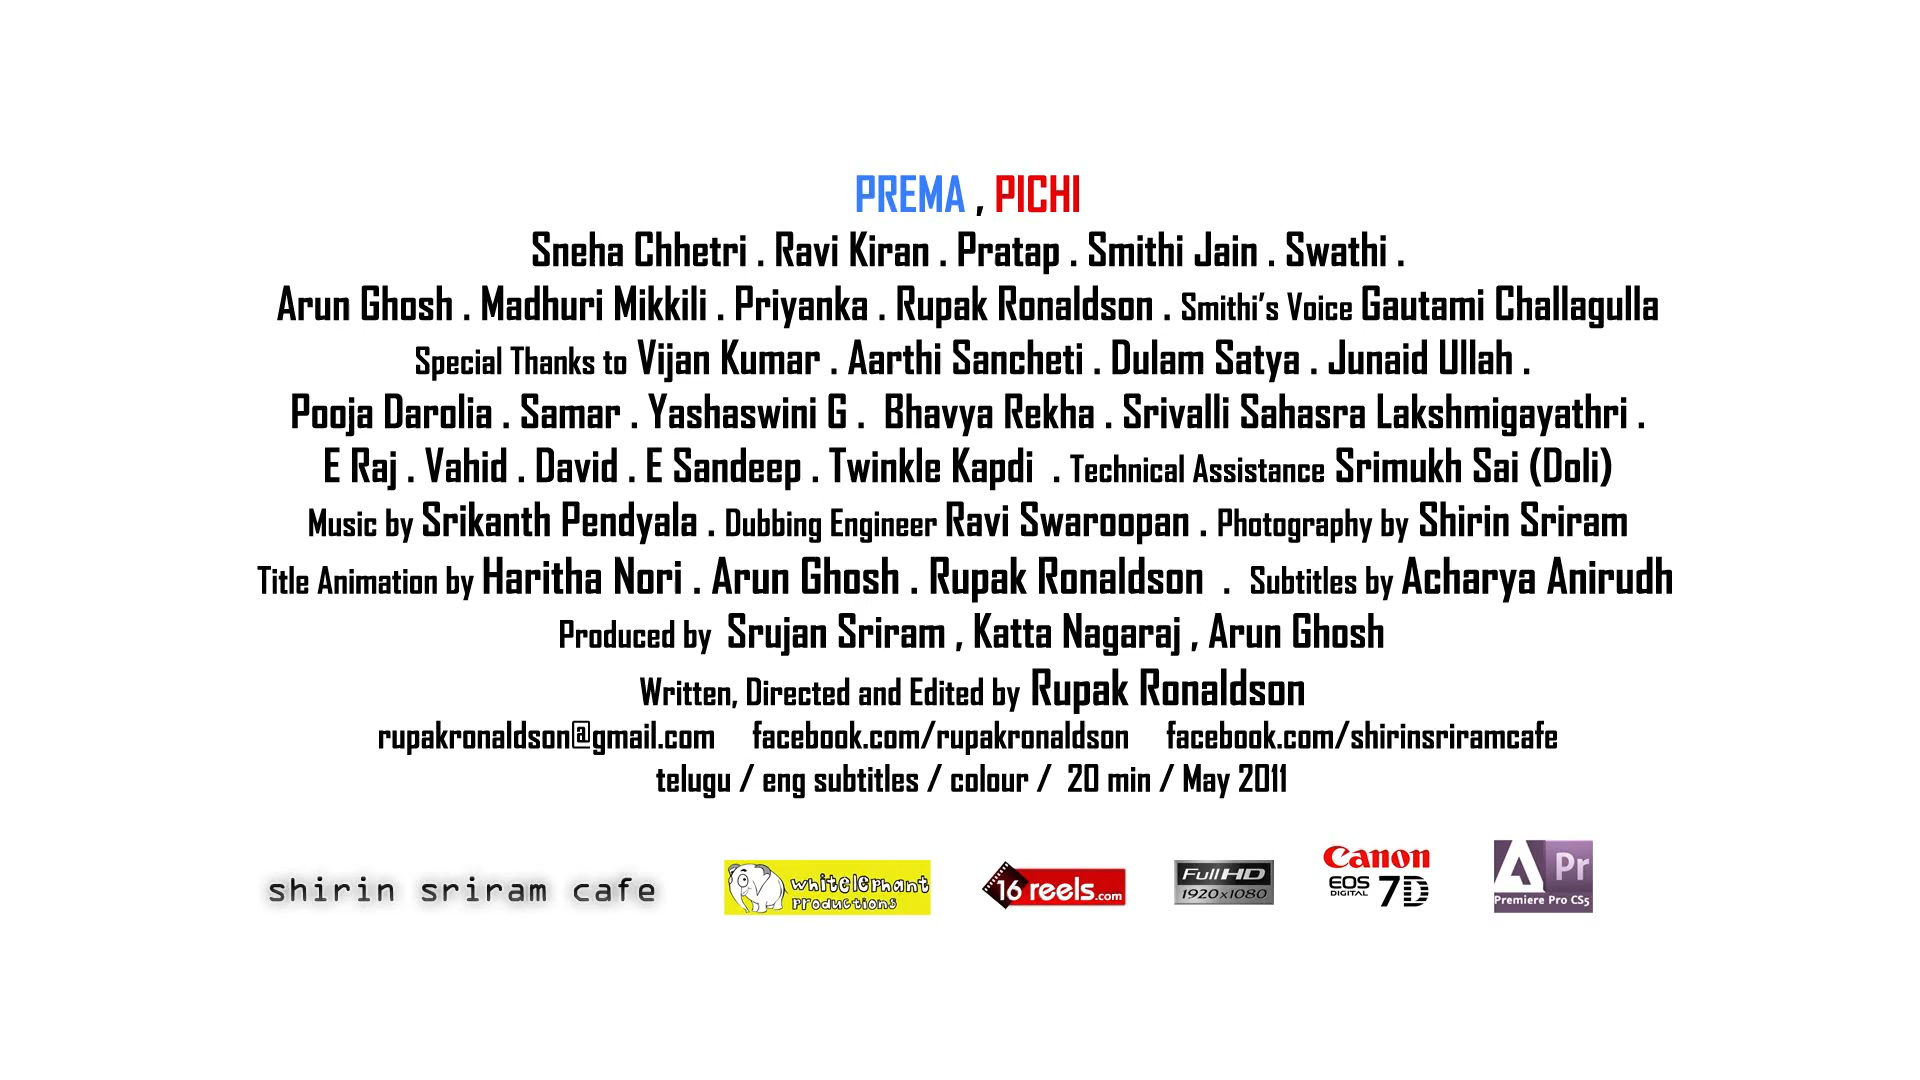 PREMA , PICHI
Sneha Chhetri . Ravi Kiran . Pratap . Smithi Jain . Swathi .
Arun Ghosh . Madhuri Mikkili . Priyanka . Rupak Ronaldson . Smithi's Voice Gautami Challagulla
Special Thanks to Vijan Kumar . Aarthi Sancheti . Dulam Satya . Junaid Ullah .
Pooja Darolia . Samar . Yashaswini G . Bhavya Rekha . Srivalli Sahasra Lakshmigayathri .
E Raj . Vahid . David . E Sandeep . Twinkle Kapdi . Technical Assistance Srimukh Sai (Doli)
Music by Srikanth Pendyala . Dubbing Engineer Ravi Swaroopan . Photography by Shirin Sriram
Title Animation by Haritha Nori . Arun Ghosh . Rupak Ronaldson . Subtitles by Acharya Anirudh
Produced by Srujan Sriram , Katta Nagaraj , Arun Ghosh
Written, Directed and Edited by Rupak Ronaldson
rupakronaldson@gmail.com facebook.com/rupakronaldson facebook.com/shirinsriramcafe
telugu / eng subtitles / colour / 20 min / May 2011
shirin sriram cafe
whitelephant
Productions
16 reels.com
Full HD
1920x1080
Canon
EOS
DIGITAL
7D
A Pr
Premiere Pro CS5